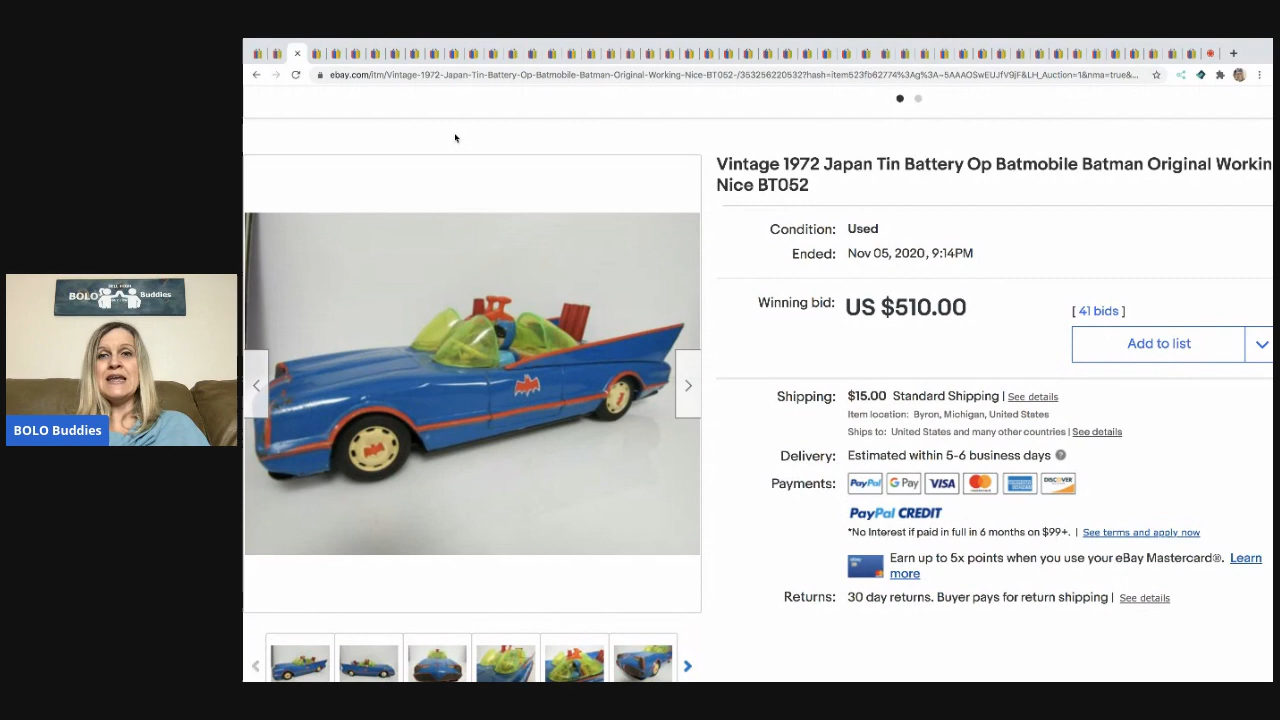 ebay.com/itm/Vintage-1972-Japan-Tin-Battery-Op-Batmobile-Batman-Original-Working-Nice-BT052-/353256220532?hash=item523fb62774%3Ag%3A~5AAAOSwEUJfV9jF&LH_Auction=1&nma=true&...
Vintage 1972 Japan Tin Battery Op Batmobile Batman Original Workin
Nice BT052
Condition: Used
Ended: Nov 05, 2020, 9:14PM
Winning bid: US $510.00 [ 41 bids ]
Add to list
Shipping: $15.00 Standard Shipping | See details
Item location: Byron, Michigan, United States
Ships to: United States and many other countries | See details
Delivery: Estimated within 5-6 business days
Payments: PayPal G Pay VISA mastercard AMERICAN EXPRESS DISCOVER
PayPal CREDIT
*No Interest if paid in full in 6 months on $99+. | See terms and apply now
Earn up to 5x points when you use your eBay Mastercard®. Learn
more
Returns: 30 day returns. Buyer pays for return shipping | See details
BOLO Buddies
BOLO Buddies